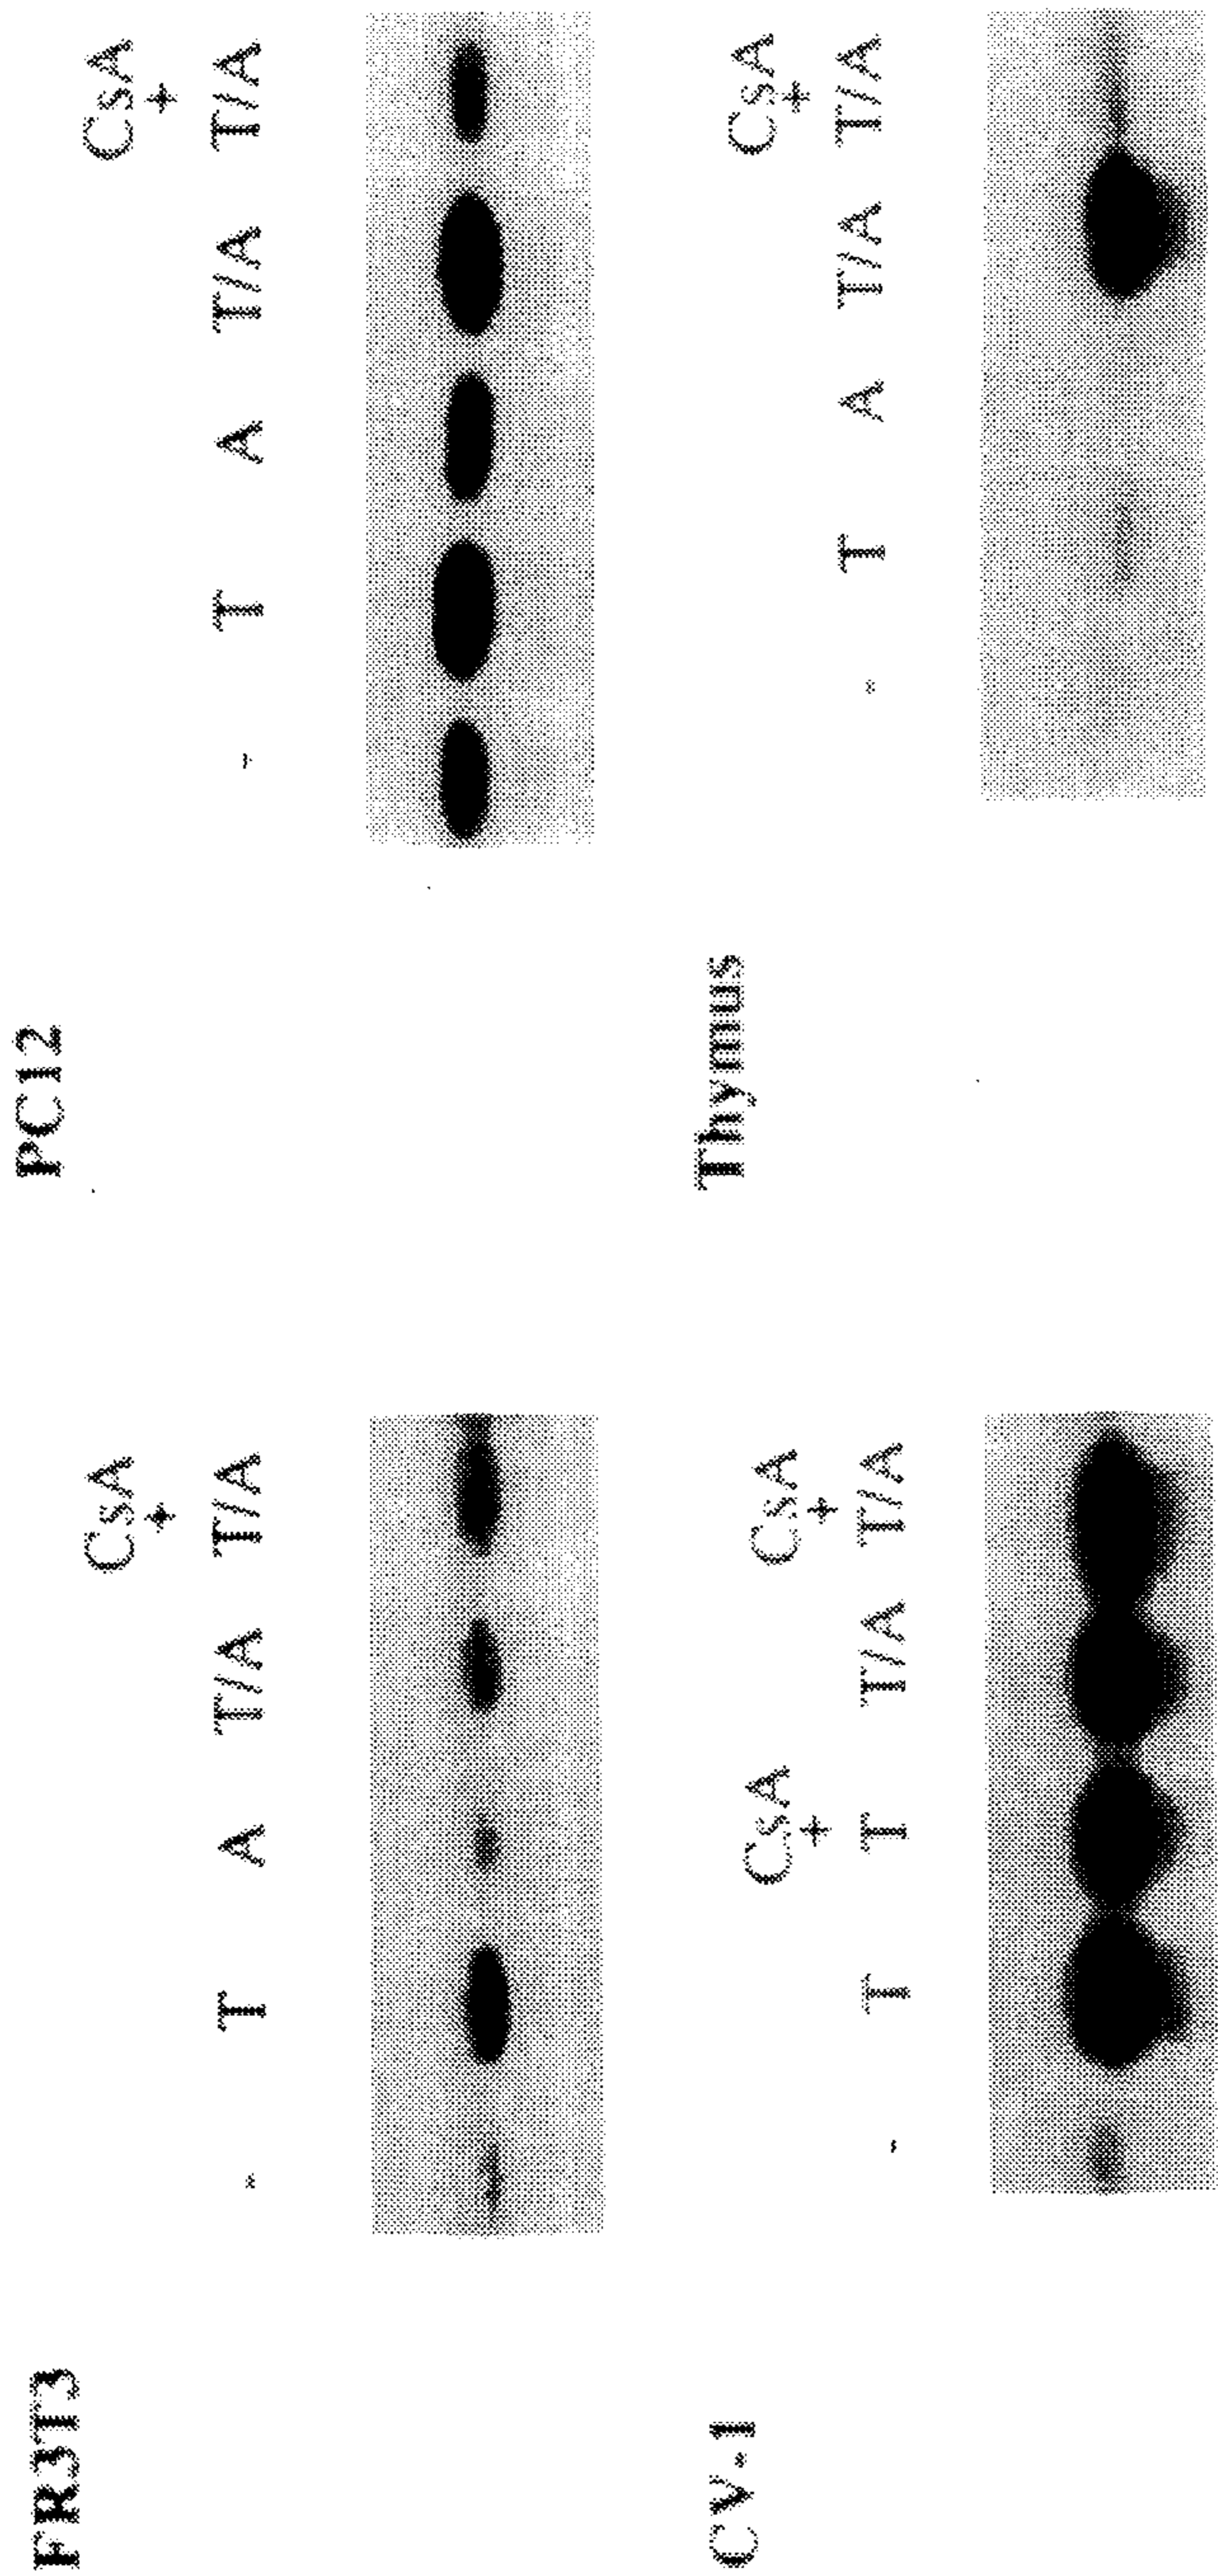 FR3T3
CsA
+
- T A T/A T/A
PC12
CsA
+
- T A T/A T/A
CV-1
CsA CsA
+ +
- T T T/A T/A
Thymus
CsA
+
- T A T/A T/A